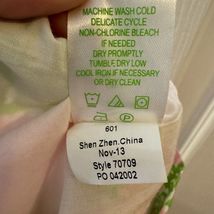 MACHINE WASH COLD
DELICATE CYCLE
NON-CHLORINE BLEACH
IF NEEDED
DRY PROMPTLY
TUMBLE DRY LOW
COOL IRON IF NECESSARY
OR DRY CLEAN
601
Shen Zhen.China
Nov-13
Style 70709
PO 042002